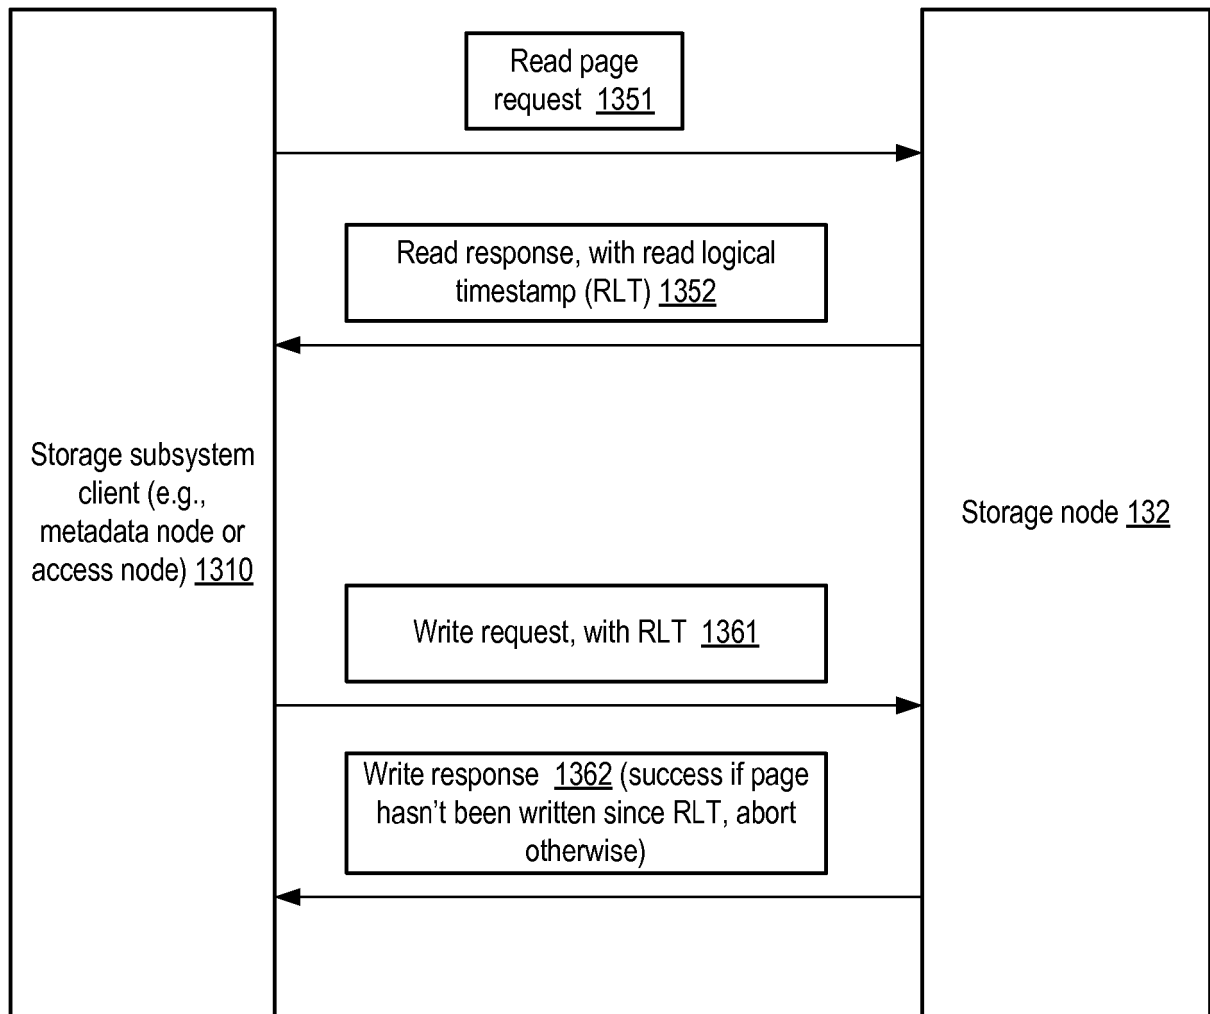 Read page
request 1351
Read response, with read logical
timestamp (RLT) 1352
Storage subsystem
client (e.g.,
metadata node or
access node) 1310
Storage node 132
Write request, with RLT 1361
Write response 1362 (success if page
hasn't been written since RLT, abort
otherwise)